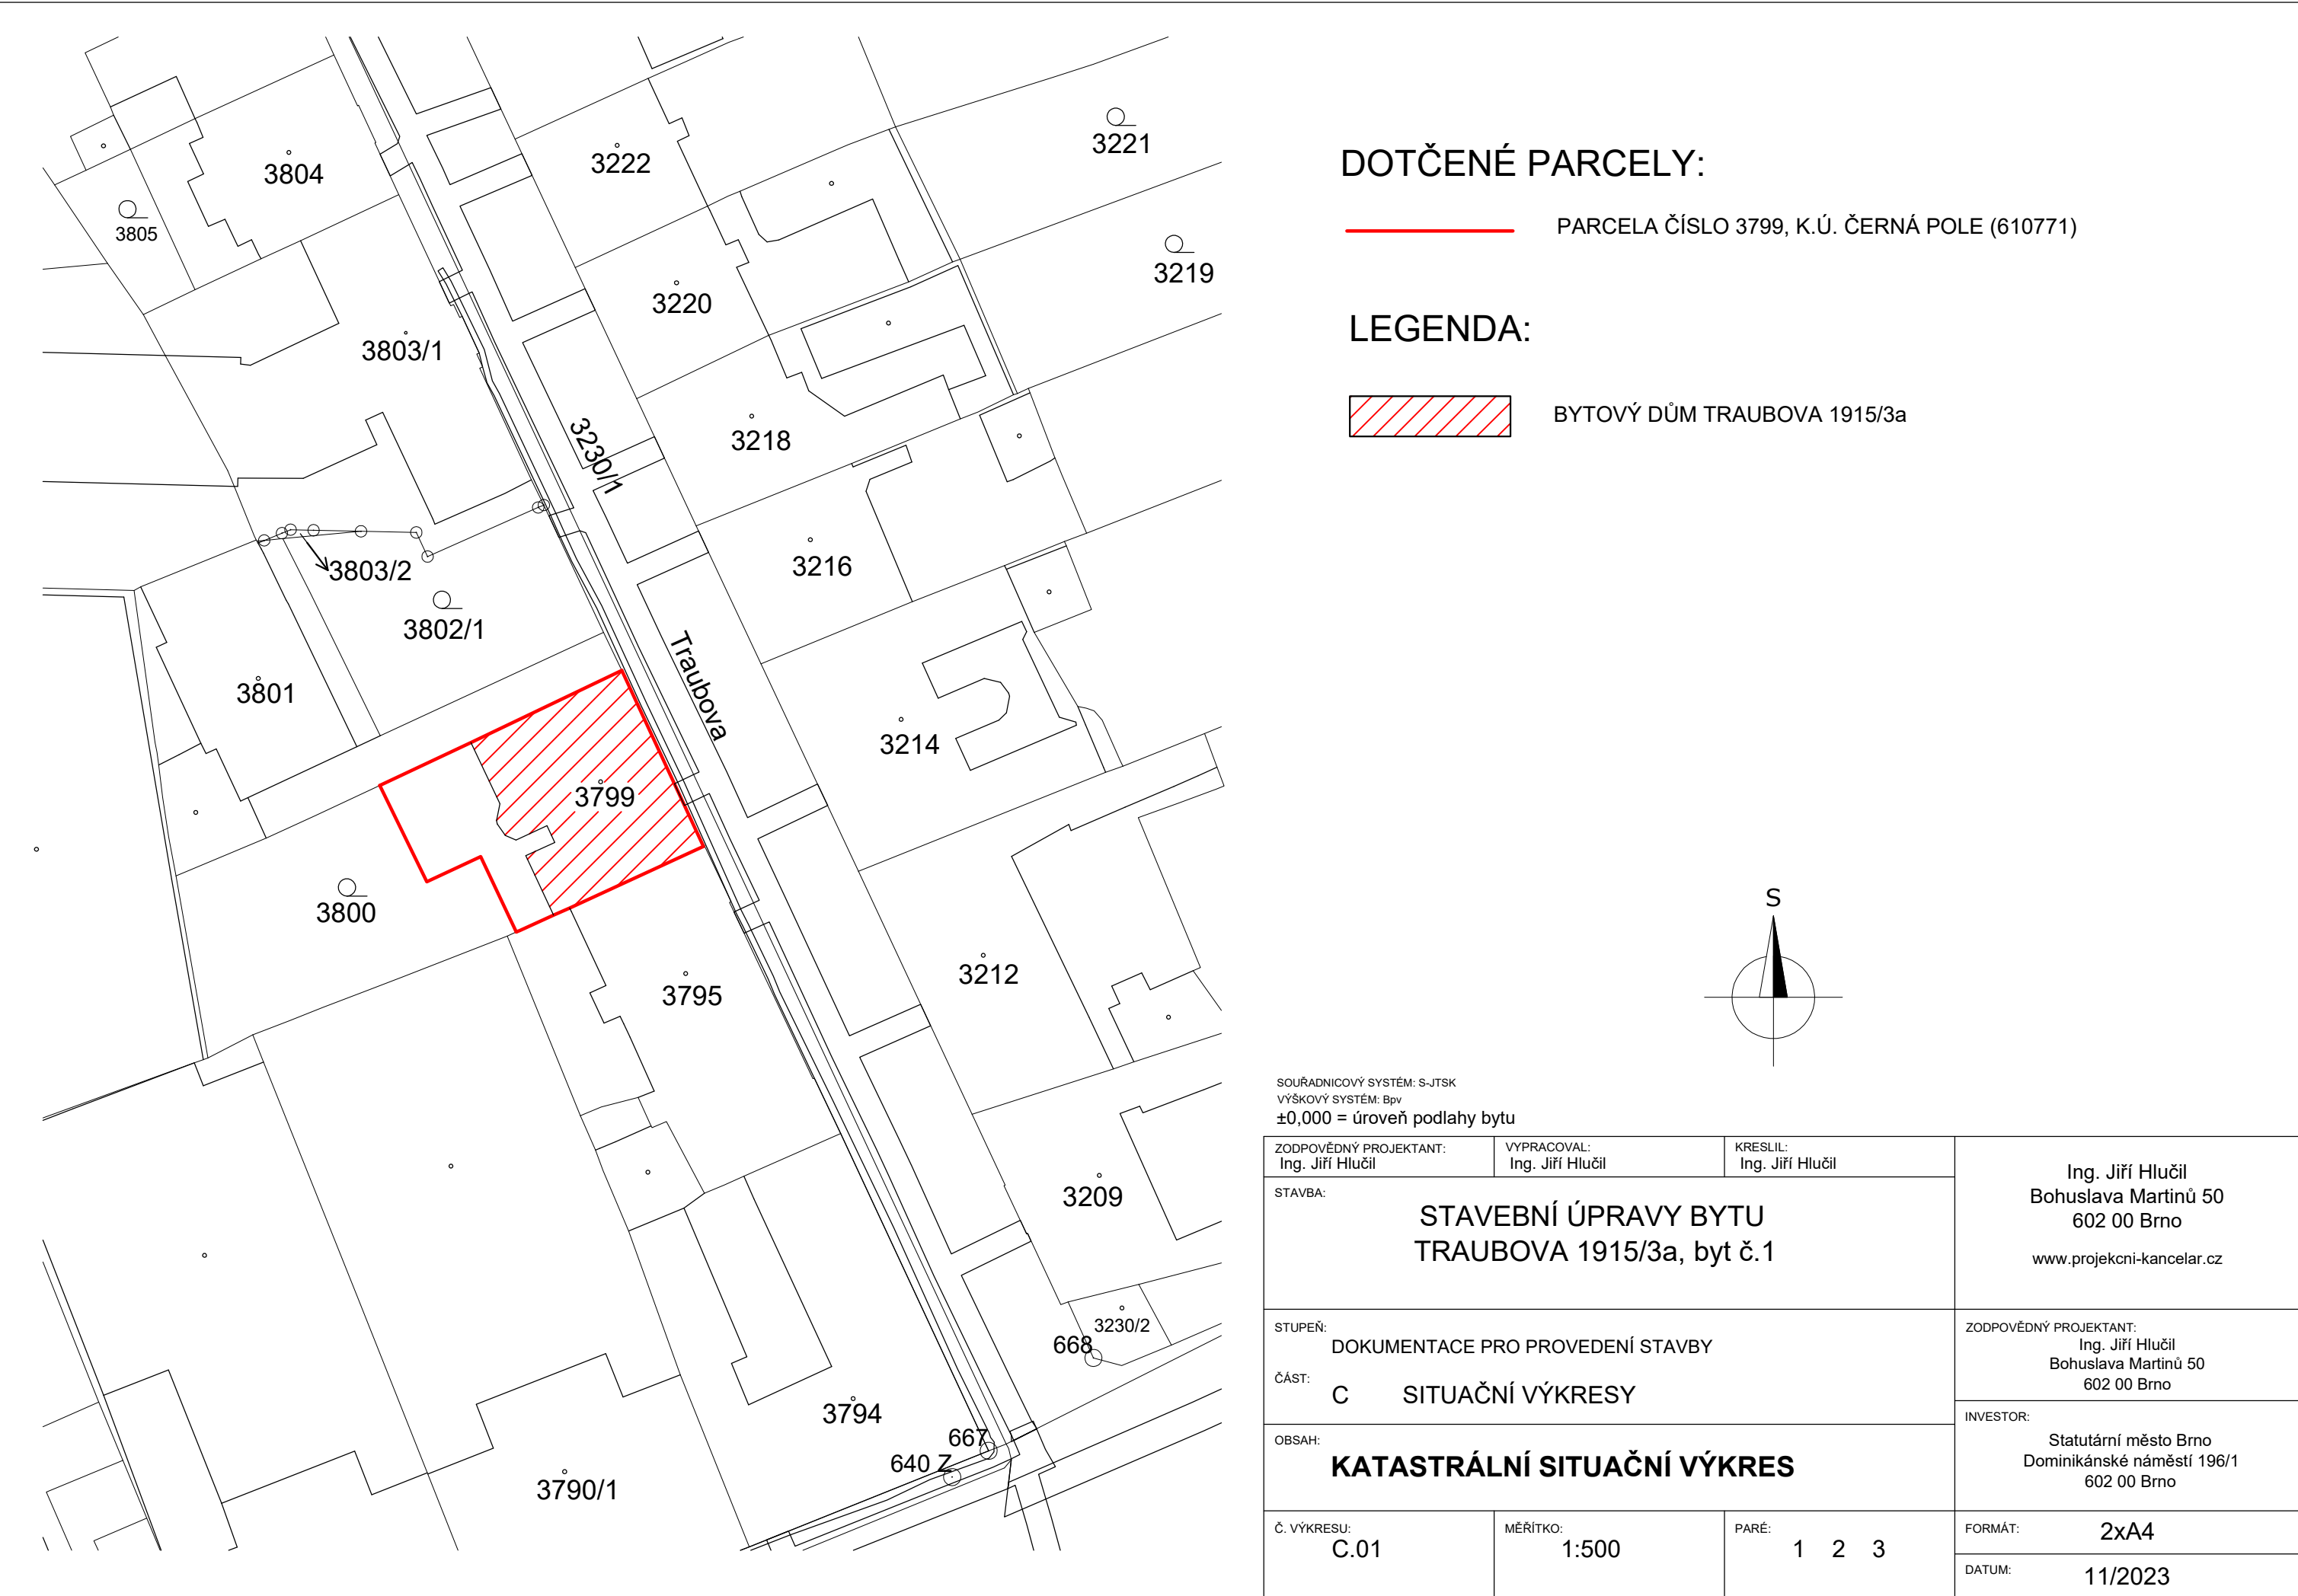 3221
3222
3804
3805
3219
3220
3803/1
3218
3230/1
3216
3803/2
3802/1
Traubova
3801
3214
3799
3800
3212
3795
3209
3230/2
668
3794
667
640 Z
3790/1
DOTČENÉ PARCELY:
PARCELA ČÍSLO 3799, K.Ú. ČERNÁ POLE (610771)
LEGENDA:
BYTOVÝ DŮM TRAUBOVA 1915/3a
S
SOUŘADNICOVÝ SYSTÉM: S-JTSK
VÝŠKOVÝ SYSTÉM: Bpv
±0,000 = úroveň podlahy bytu
ZODPOVĚDNÝ PROJEKTANT:
Ing. Jiří Hlučil
VYPRACOVAL:
Ing. Jiří Hlučil
KRESLIL:
Ing. Jiří Hlučil
Ing. Jiří Hlučil
Bohuslava Martinů 50
602 00 Brno
www.projekcni-kancelar.cz
STAVBA:
STAVEBNÍ ÚPRAVY BYTU
TRAUBOVA 1915/3a, byt č.1
STUPEŇ:
DOKUMENTACE PRO PROVEDENÍ STAVBY
ČÁST:
C SITUAČNÍ VÝKRESY
ZODPOVĚDNÝ PROJEKTANT:
Ing. Jiří Hlučil
Bohuslava Martinů 50
602 00 Brno
OBSAH:
KATASTRÁLNÍ SITUAČNÍ VÝKRES
INVESTOR:
Statutární město Brno
Dominikánské náměstí 196/1
602 00 Brno
Č. VÝKRESU:
C.01
MĚŘÍTKO:
1:500
PARÉ:
1 2 3
FORMÁT: 2xA4
DATUM: 11/2023